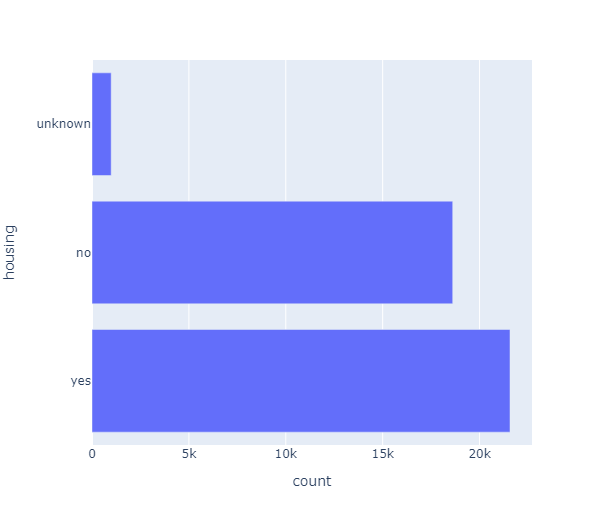 unknown
no
yes
housing
0 5k 10k 15k 20k
count